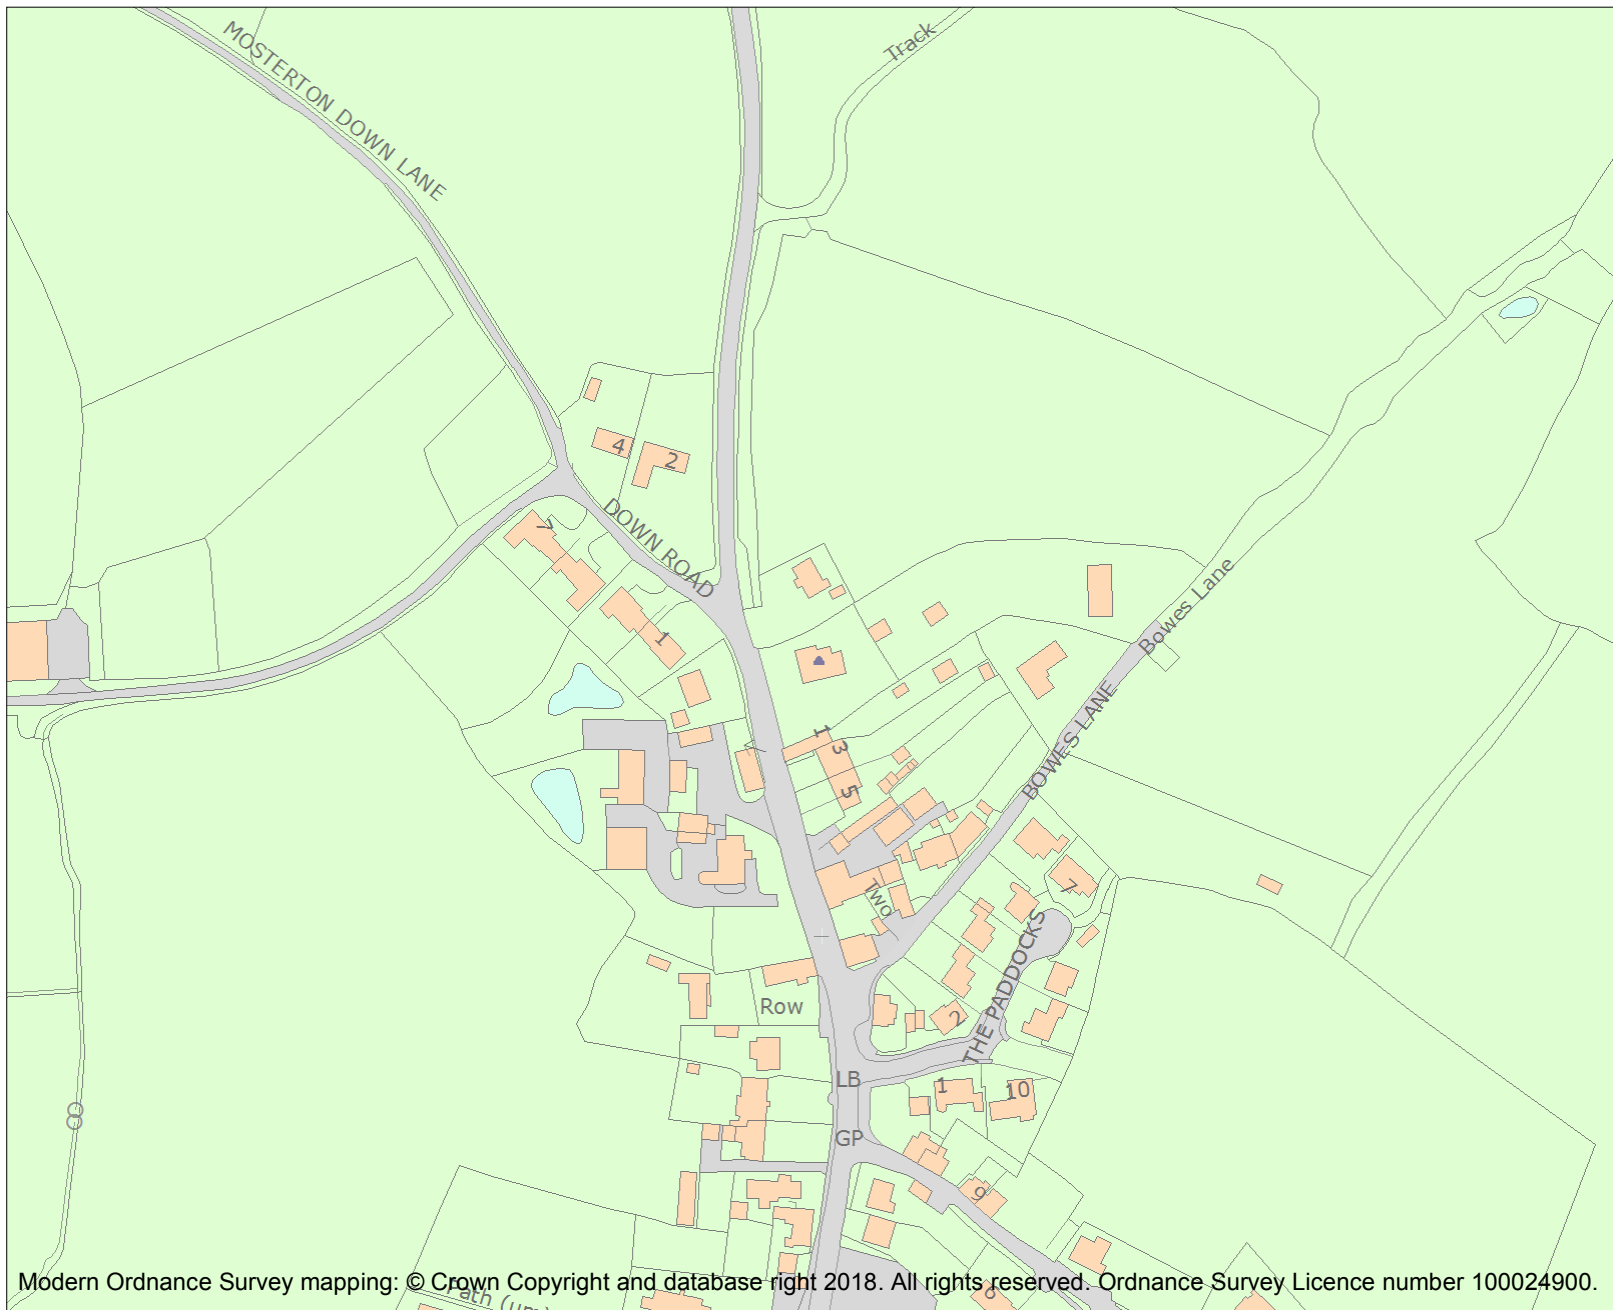 MOSTERTON DOWN LANE
Track
4
2
DOWN ROAD
7
1
Bowes Lane
BOWES LANE
1
3
5
Two
7
THE PADDOCKS
Row
2
LB
1
10
GP
9
Path (um)
Modern Ordnance Survey mapping: © Crown Copyright and database right 2018. All rights reserved. Ordnance Survey Licence number 100024900.